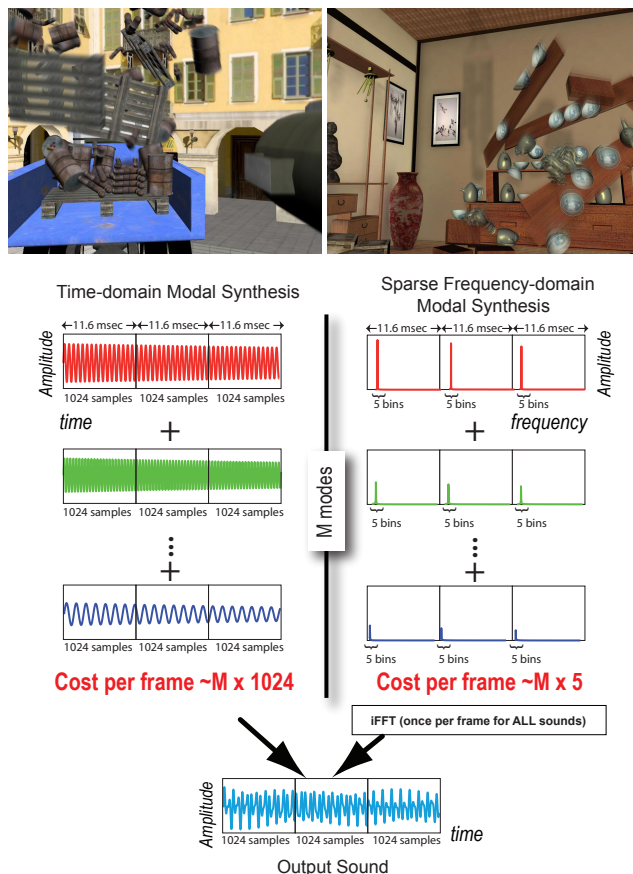 Time-domain Modal Synthesis
11.6 msec 11.6 msec 11.6 msec
Amplitude
1024 samples 1024 samples 1024 samples
time
+
1024 samples 1024 samples 1024 samples
+
1024 samples 1024 samples 1024 samples
Cost per frame ~M x 1024
M modes
Sparse Frequency-domain
Modal Synthesis
11.6 msec 11.6 msec 11.6 msec
Amplitude
5 bins 5 bins 5 bins
+
frequency
5 bins 5 bins 5 bins
+
5 bins 5 bins 5 bins
Cost per frame ~M x 5
iFFT (once per frame for ALL sounds)
Amplitude
1024 samples 1024 samples 1024 samples
time
Output Sound